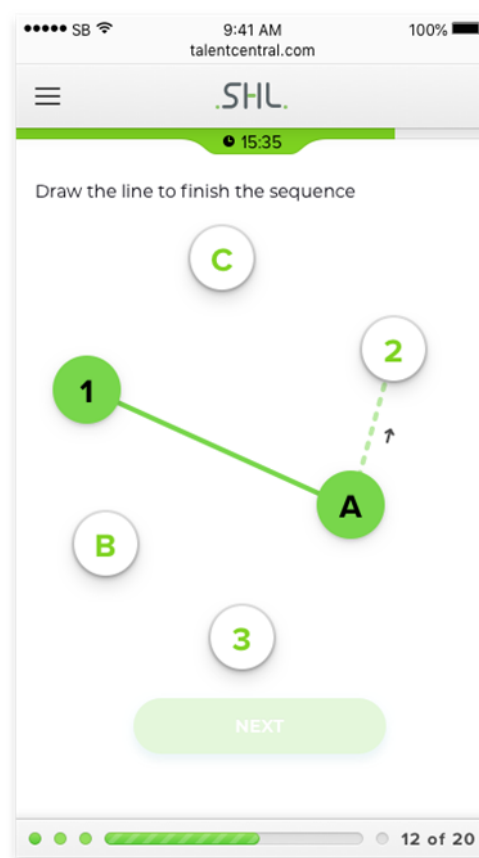 SB 9:41 AM 100%
talentcentral.com
.SHL.
15:35
Draw the line to finish the sequence
C
2
1
A
B
3
NEXT
12 of 20